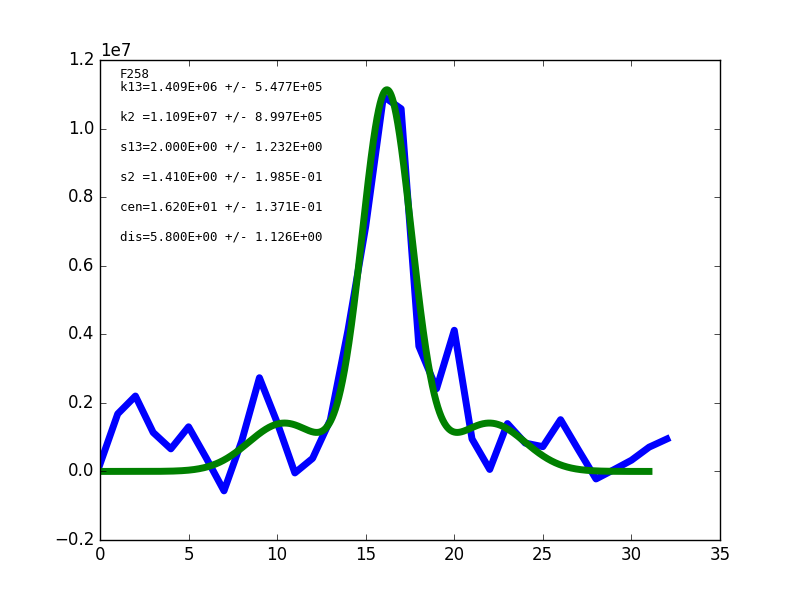 1e7
F258
k13=1.409E+06 +/- 5.477E+05
k2 =1.109E+07 +/- 8.997E+05
s13=2.000E+00 +/- 1.232E+00
s2 =1.410E+00 +/- 1.985E-01
cen=1.620E+01 +/- 1.371E-01
dis=5.800E+00 +/- 1.126E+00
1.2
1.0
0.8
0.6
0.4
0.2
0.0
−0.2
0 5 10 15 20 25 30 35